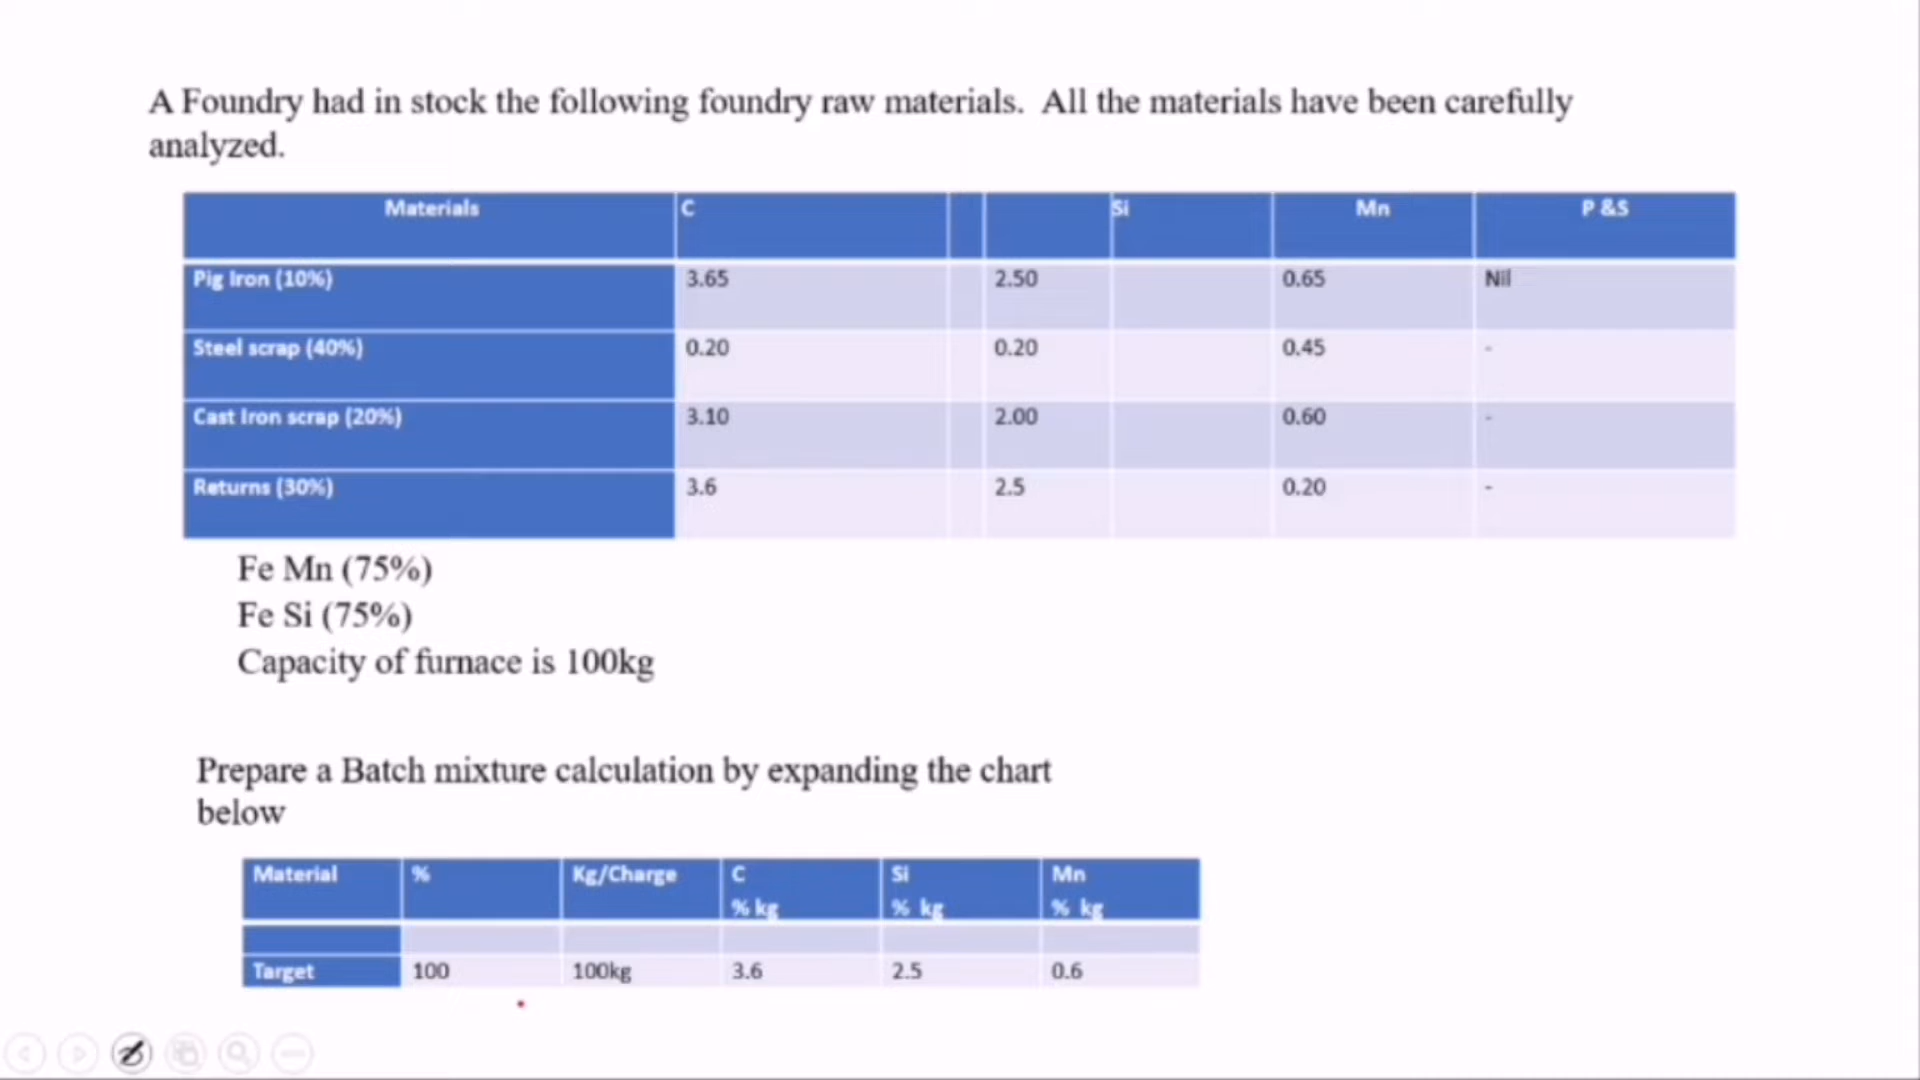 A Foundry had in stock the following foundry raw materials. All the materials have been carefully
analyzed.
Materials C Si Mn P &S
Pig Iron (10%) 3.65 2.50 0.65 Nil
Steel scrap (40%) 0.20 0.20 0.45 -
Cast Iron scrap (20%) 3.10 2.00 0.60 -
Returns (30%) 3.6 2.5 0.20 -
Fe Mn (75%)
Fe Si (75%)
Capacity of furnace is 100kg
Prepare a Batch mixture calculation by expanding the chart
below
Material % Kg/Charge C Si Mn
% kg % kg % kg
Target 100 100kg 3.6 2.5 0.6